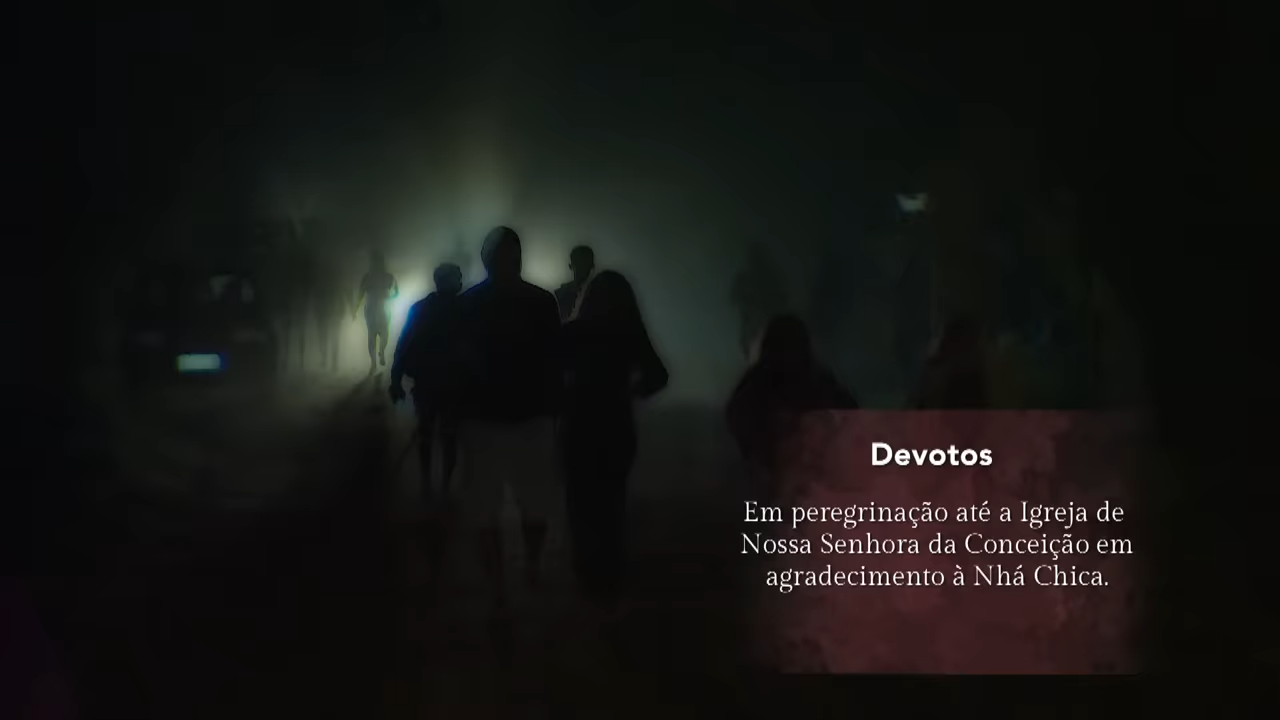 Devotos
Em peregrinação até a Igreja de
Nossa Senhora da Conceição em
agradecimento à Nhá Chica.